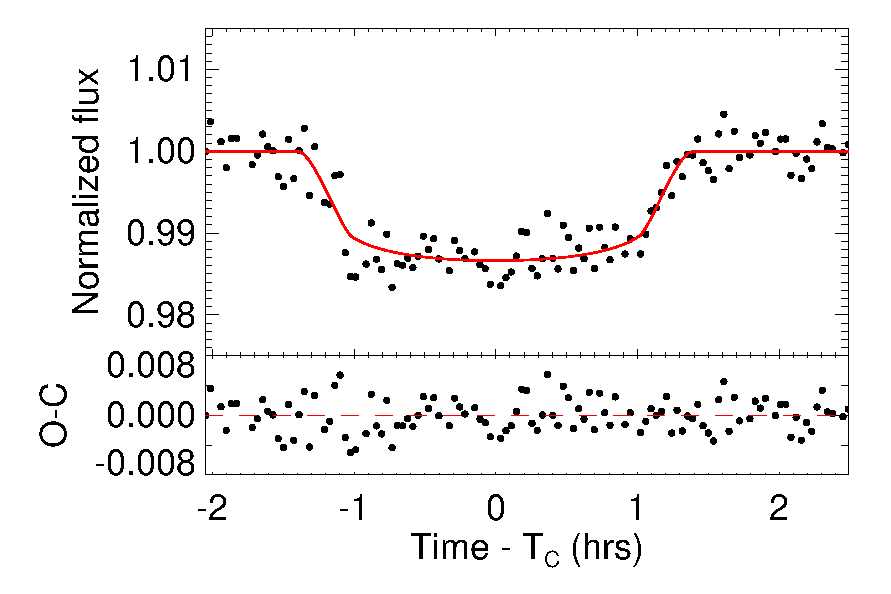 Normalized flux
1.01
1.00
0.99
0.98
O-C
0.008
0.000
-0.008
-2 -1 0 1 2
Time - T_C (hrs)